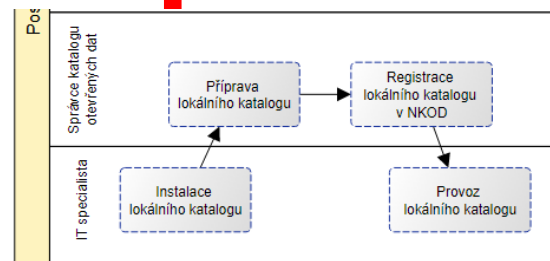 Pos
Správce katalogu
otevřených dat
Příprava
lokálního katalogu
Registrace
lokálního katalogu
v NKOD
IT specialista
Instalace
lokálního katalogu
Provoz
lokálního katalogu